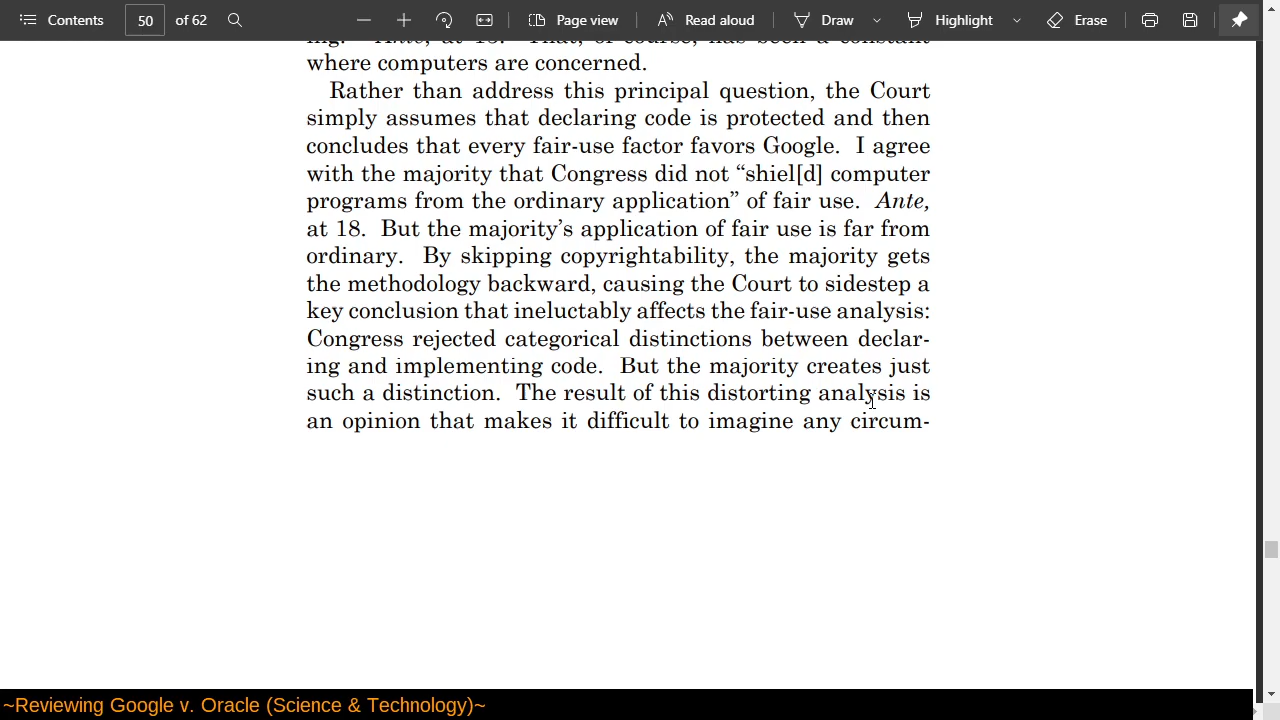 Contents 50 of 62 Page view Read aloud Draw Highlight Erase
where computers are concerned.
Rather than address this principal question, the Court
simply assumes that declaring code is protected and then
concludes that every fair-use factor favors Google. I agree
with the majority that Congress did not “shiel[d] computer
programs from the ordinary application” of fair use. Ante,
at 18. But the majority’s application of fair use is far from
ordinary. By skipping copyrightability, the majority gets
the methodology backward, causing the Court to sidestep a
key conclusion that ineluctably affects the fair-use analysis:
Congress rejected categorical distinctions between declar-
ing and implementing code. But the majority creates just
such a distinction. The result of this distorting analysis is
an opinion that makes it difficult to imagine any circum-
~Reviewing Google v. Oracle (Science & Technology)~